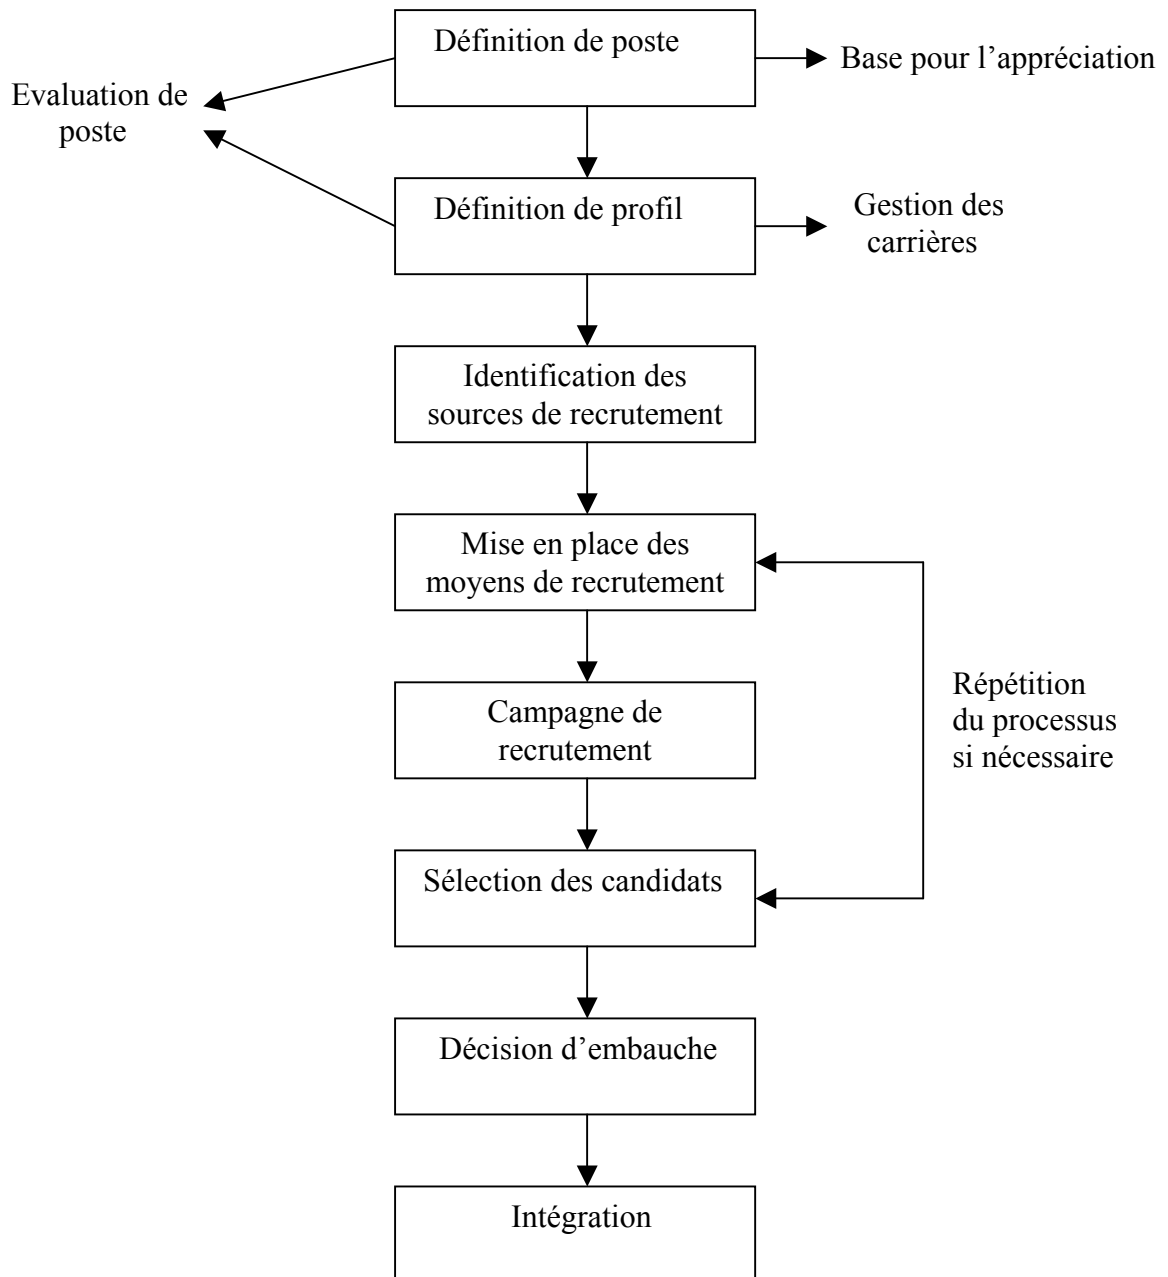 Définition de poste
Base pour l’appréciation
Evaluation de
poste
Définition de profil
Gestion des
carrières
Identification des
sources de recrutement
Mise en place des
moyens de recrutement
Campagne de
recrutement
Répétition
du processus
si nécessaire
Sélection des candidats
Décision d’embauche
Intégration